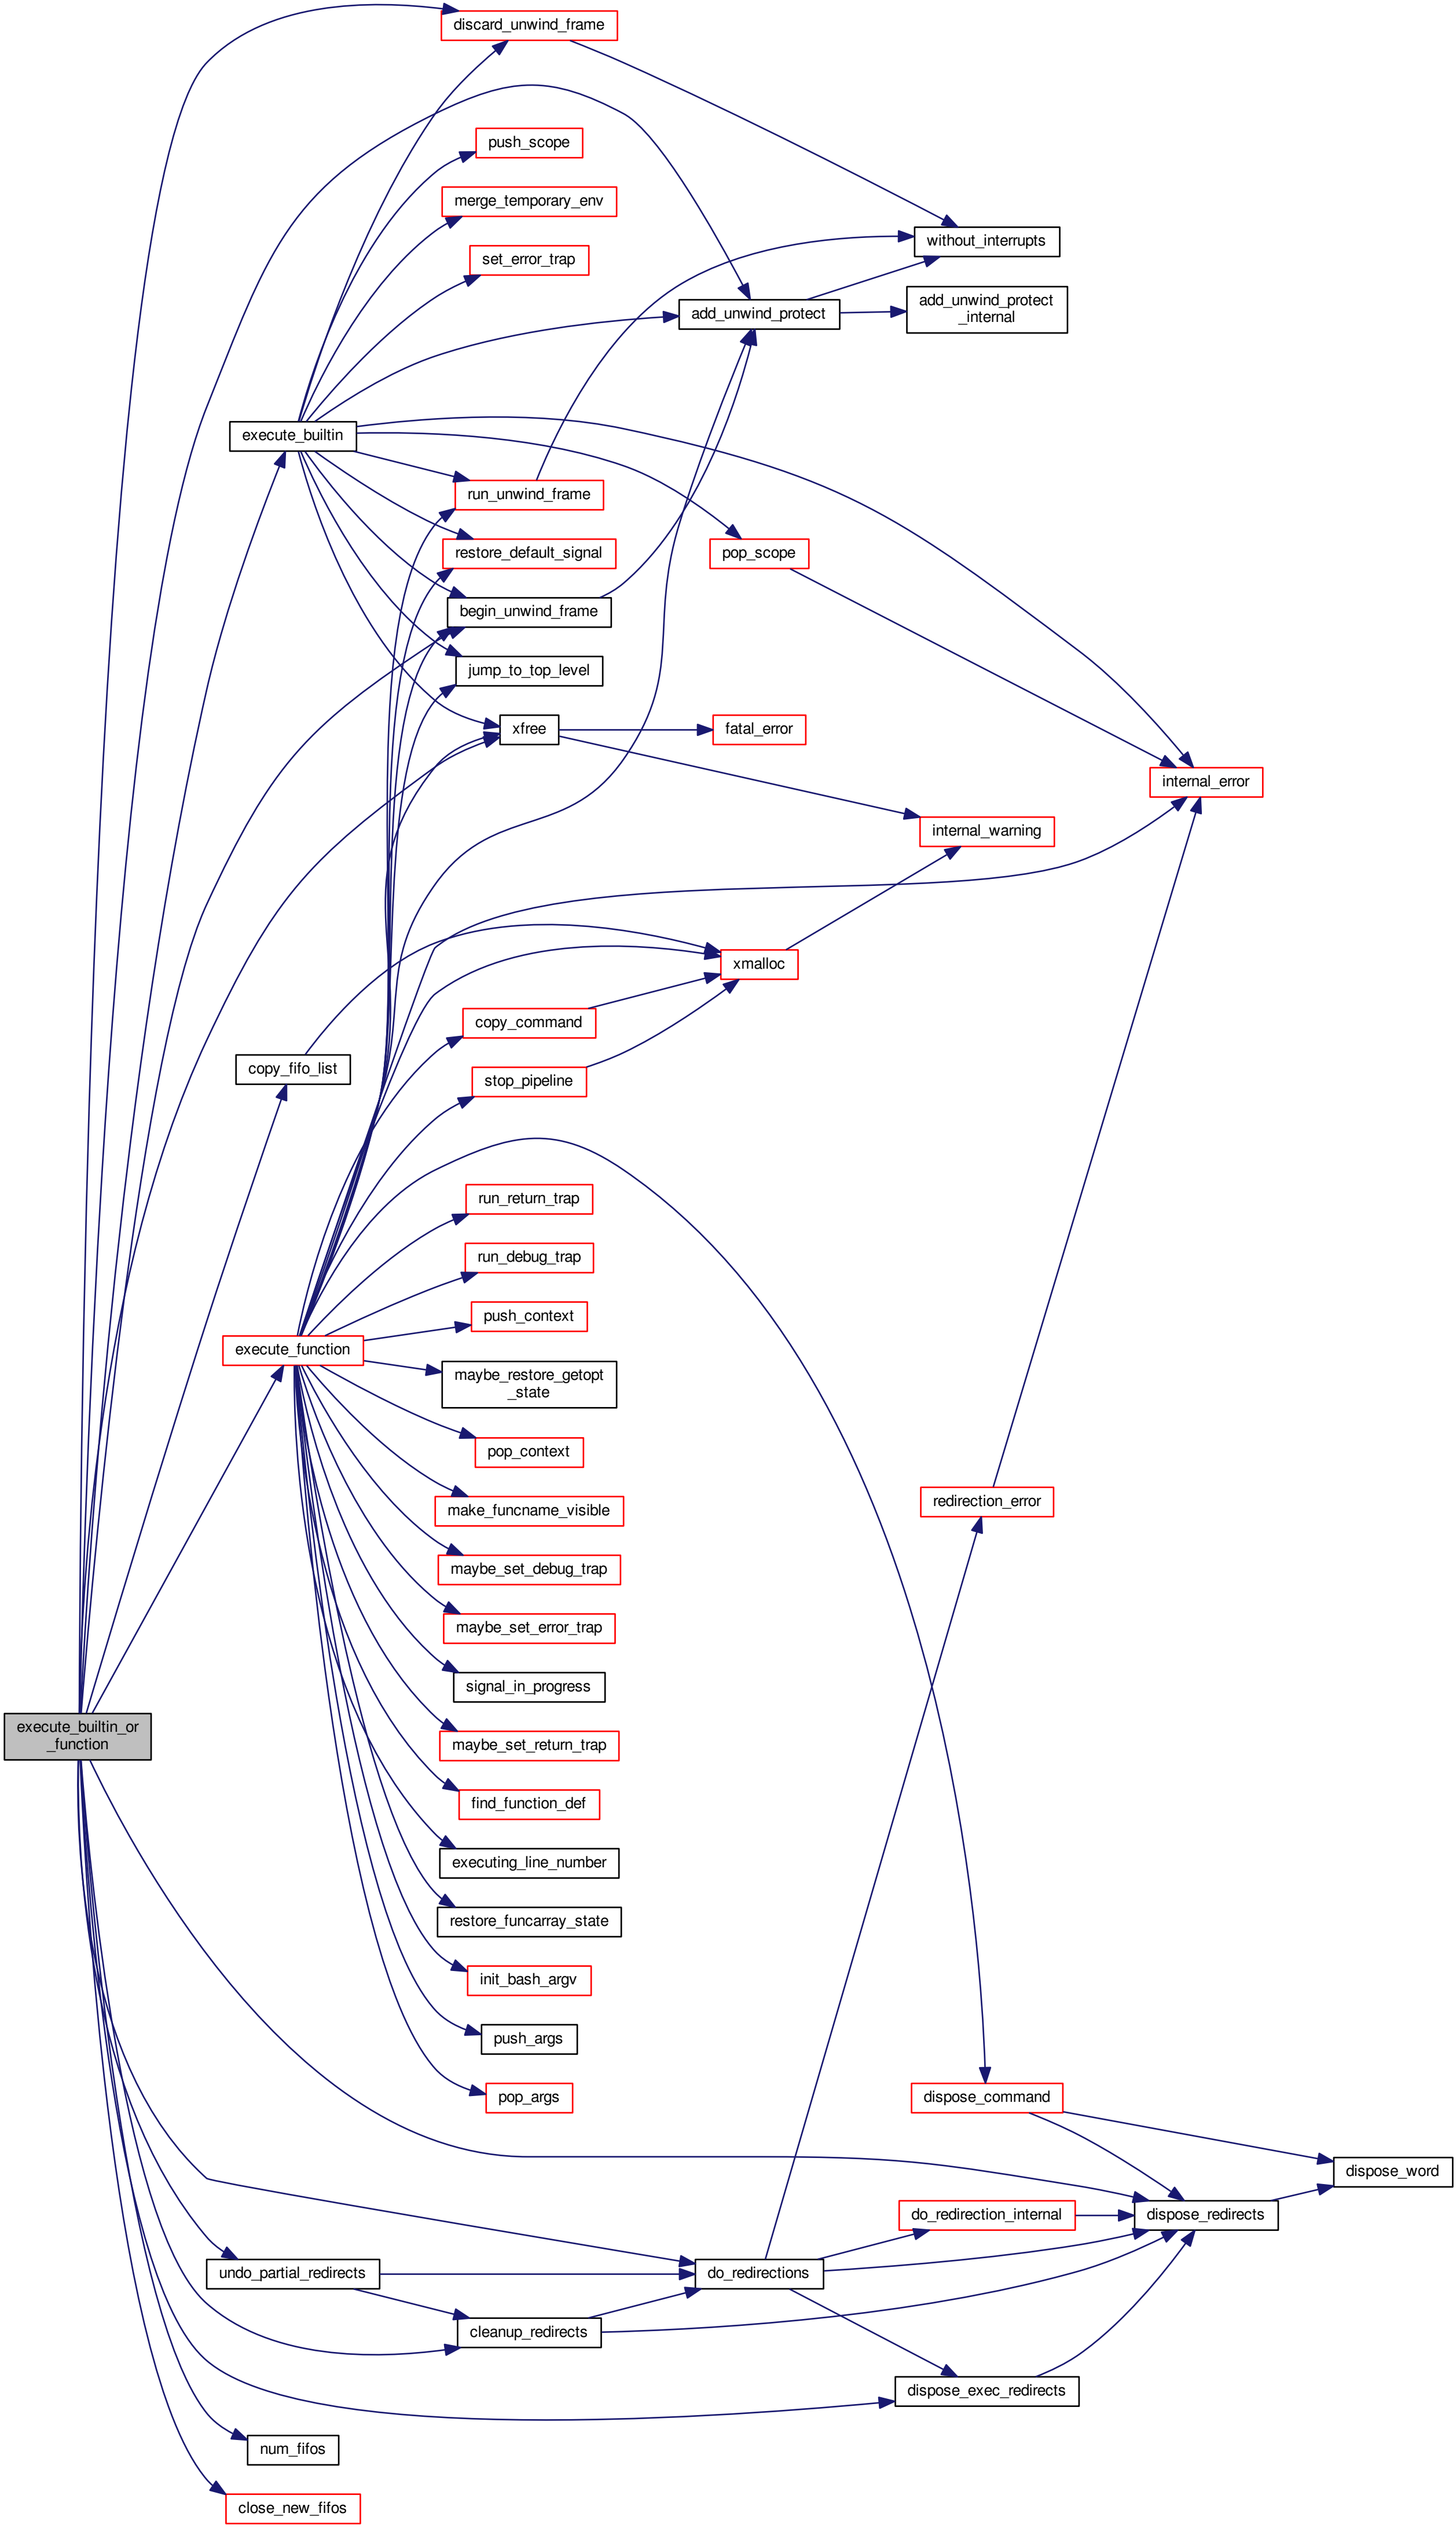 discard_unwind_frame
push_scope
merge_temporary_env
set_error_trap
without_interrupts
add_unwind_protect
add_unwind_protect
_internal
execute_builtin
run_unwind_frame
restore_default_signal
pop_scope
begin_unwind_frame
jump_to_top_level
xfree
fatal_error
internal_error
internal_warning
xmalloc
copy_command
copy_fifo_list
stop_pipeline
run_return_trap
run_debug_trap
push_context
execute_function
maybe_restore_getopt
_state
pop_context
make_funcname_visible
redirection_error
maybe_set_debug_trap
maybe_set_error_trap
signal_in_progress
execute_builtin_or
_function
maybe_set_return_trap
find_function_def
executing_line_number
restore_funcarray_state
init_bash_argv
push_args
pop_args
dispose_command
dispose_word
do_redirection_internal
dispose_redirects
undo_partial_redirects
do_redirections
cleanup_redirects
dispose_exec_redirects
num_fifos
close_new_fifos